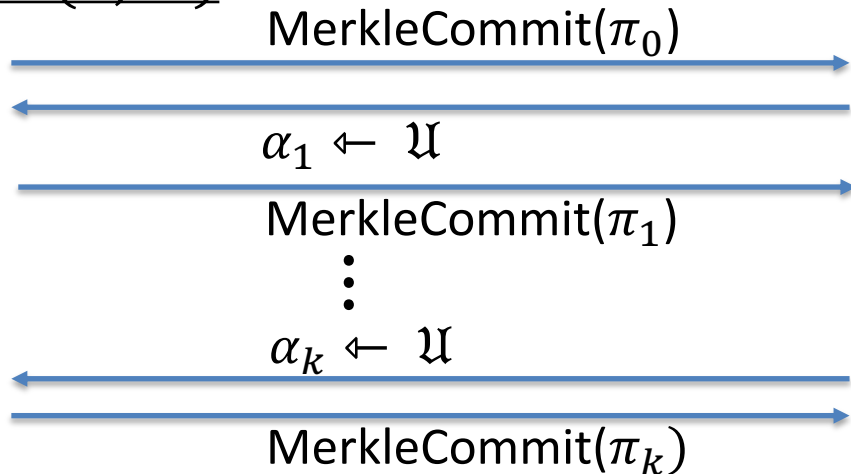 MerkleCommit(π₀)
α₁ ⇽ 𝔘
MerkleCommit(π₁)
⋮
αₖ ⇽ 𝔘
MerkleCommit(πₖ)